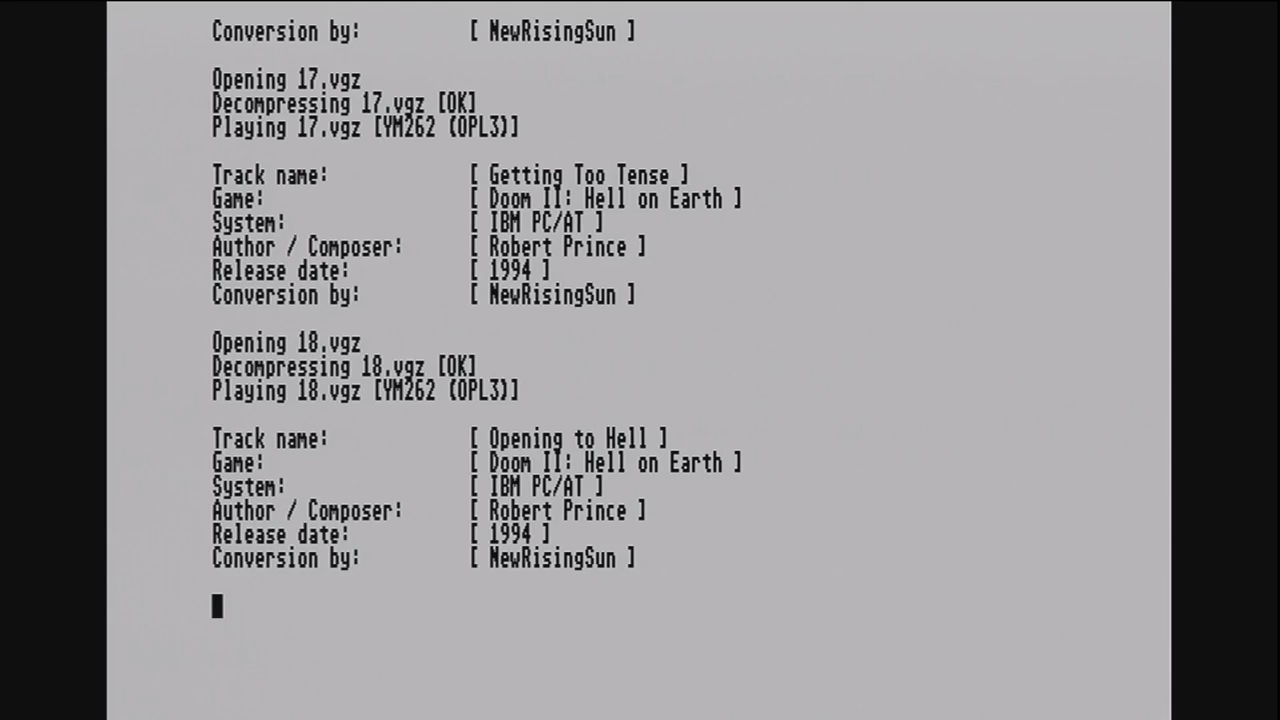 Conversion by: [ NewRisingSun ]
Opening 17.vgz
Decompressing 17.vgz [OK]
Playing 17.vgz [YM262 (OPL3)]
Track name: [ Getting Too Tense ]
Game: [ Doom II: Hell on Earth ]
System: [ IBM PC/AT ]
Author / Composer: [ Robert Prince ]
Release date: [ 1994 ]
Conversion by: [ NewRisingSun ]
Opening 18.vgz
Decompressing 18.vgz [OK]
Playing 18.vgz [YM262 (OPL3)]
Track name: [ Opening to Hell ]
Game: [ Doom II: Hell on Earth ]
System: [ IBM PC/AT ]
Author / Composer: [ Robert Prince ]
Release date: [ 1994 ]
Conversion by: [ NewRisingSun ]